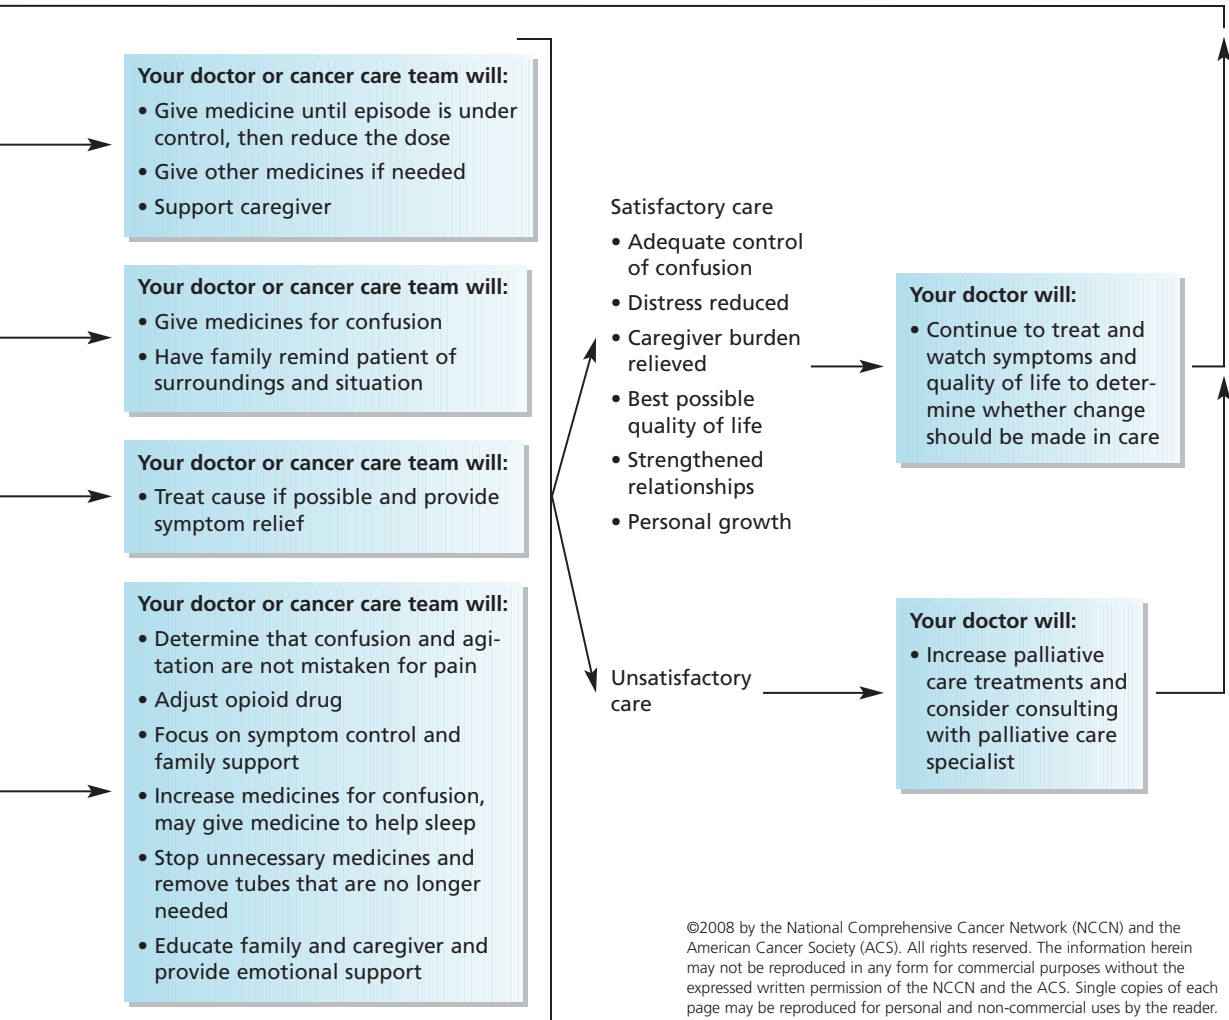 Your doctor or cancer care team will:
• Give medicine until episode is under
control, then reduce the dose
• Give other medicines if needed
• Support caregiver
Your doctor or cancer care team will:
• Give medicines for confusion
• Have family remind patient of
surroundings and situation
Your doctor or cancer care team will:
• Treat cause if possible and provide
symptom relief
Your doctor or cancer care team will:
• Determine that confusion and agi-
tation are not mistaken for pain
• Adjust opioid drug
• Focus on symptom control and
family support
• Increase medicines for confusion,
may give medicine to help sleep
• Stop unnecessary medicines and
remove tubes that are no longer
needed
• Educate family and caregiver and
provide emotional support
Satisfactory care
• Adequate control
of confusion
• Distress reduced
• Caregiver burden
relieved
• Best possible
quality of life
• Strengthened
relationships
• Personal growth
Unsatisfactory
care
Your doctor will:
• Continue to treat and
watch symptoms and
quality of life to deter-
mine whether change
should be made in care
Your doctor will:
• Increase palliative
care treatments and
consider consulting
with palliative care
specialist
©2008 by the National Comprehensive Cancer Network (NCCN) and the
American Cancer Society (ACS). All rights reserved. The information herein
may not be reproduced in any form for commercial purposes without the
expressed written permission of the NCCN and the ACS. Single copies of each
page may be reproduced for personal and non-commercial uses by the reader.